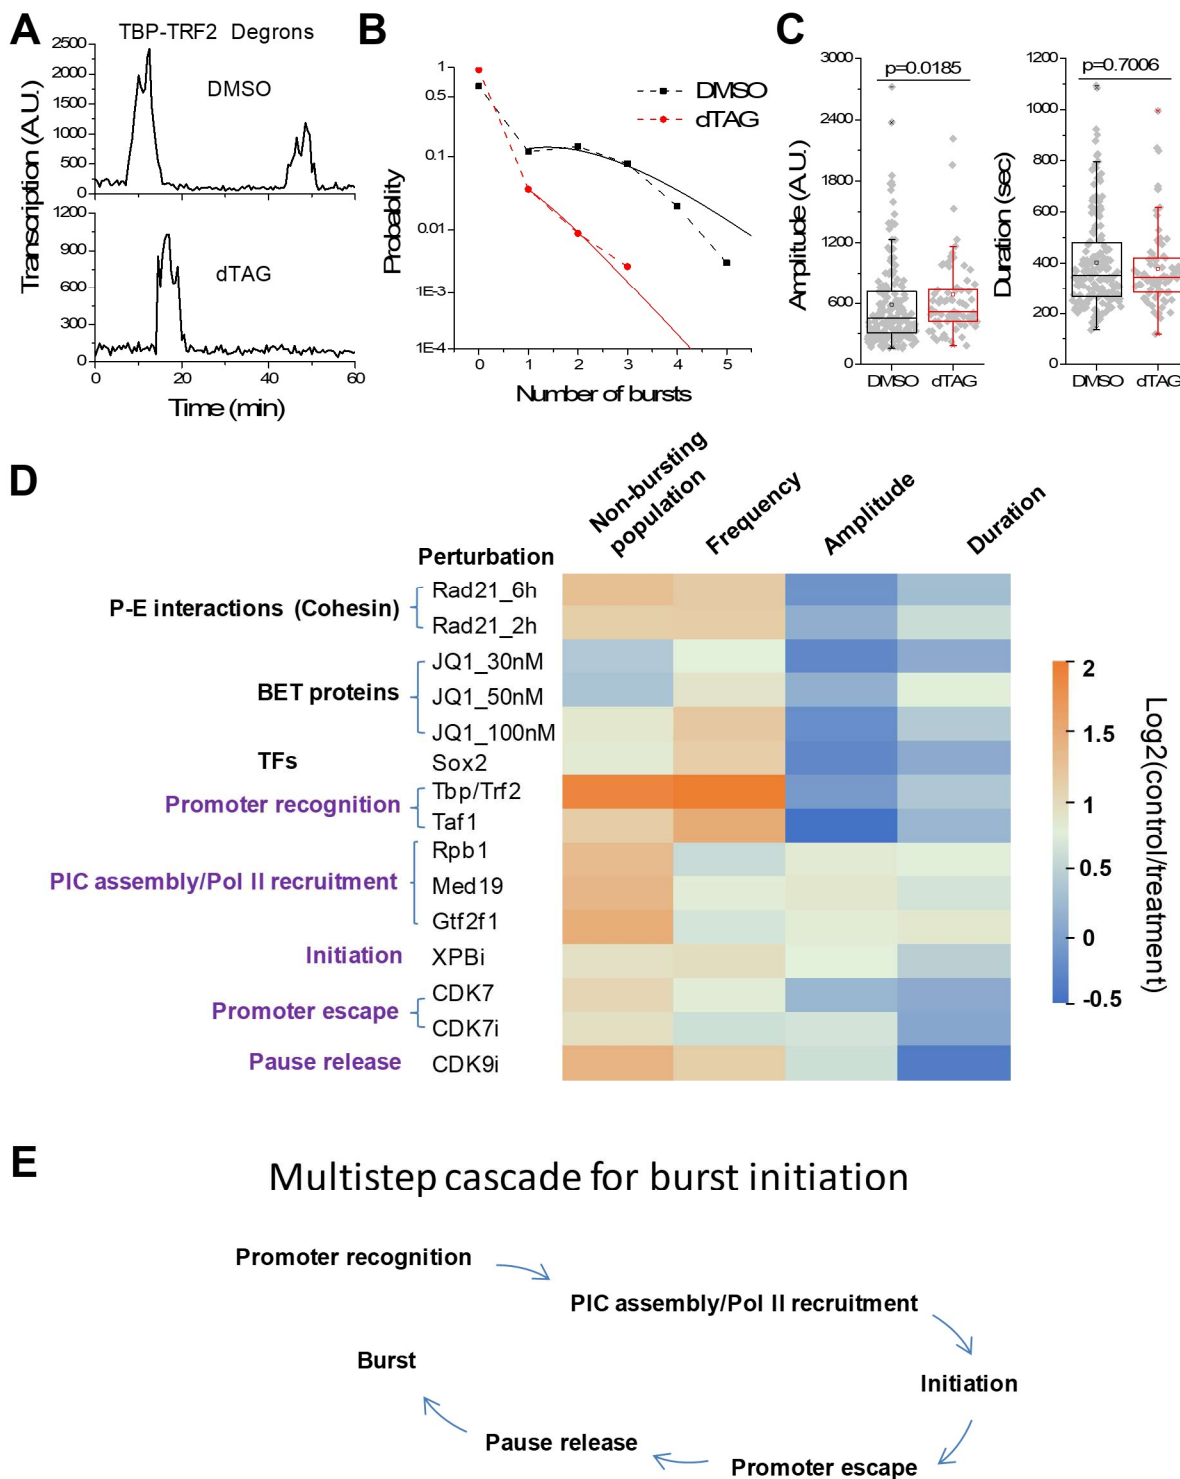 A
TBP-TRF2 Degrons
2500
2000
1500
1000
500
0
DMSO
1200
900
600
300
0
dTAG
Transcription (A.U.)
0 20 40 60
Time (min)
B
1
0.5
0.1
0.01
1E-3
1E-4
Probablity
DMSO
dTAG
0 1 2 3 4 5
Number of bursts
C
3000
2400
1800
1200
600
0
Amplitude (A.U.)
p=0.0185
DMSO dTAG
1200
1000
800
600
400
200
0
Duration (sec)
p=0.7006
DMSO dTAG
D
Non-bursting
population
Frequency
Amplitude
Duration
Perturbation
P-E interactions (Cohesin)
Rad21_6h
Rad21_2h
BET proteins
JQ1_30nM
JQ1_50nM
JQ1_100nM
TFs
Sox2
Promoter recognition
Tbp/Trf2
Taf1
PIC assembly/Pol II recruitment
Rpb1
Med19
Gtf2f1
Initiation
XPBi
Promoter escape
CDK7
CDK7i
Pause release
CDK9i
2
1.5
1
0.5
0
-0.5
Log2(control/treatment)
E
Multistep cascade for burst initiation
Promoter recognition
PIC assembly/Pol II recruitment
Burst
Initiation
Pause release
Promoter escape